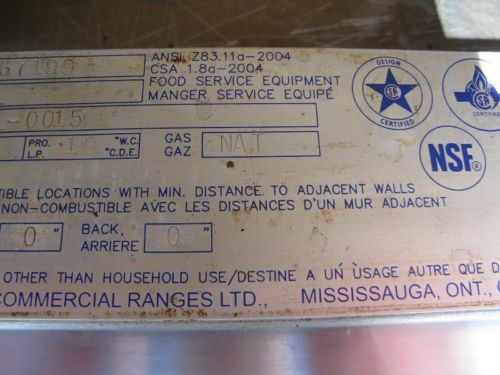 ANSI Z83.11a-2004
CSA 1.8a-2004
FOOD SERVICE EQUIPMENT
MANGER SERVICE EQUIPÉ
67199
-0015
PRO. 10 "W.C.
L.P. "C.D.E.
GAS
GAZ
NAT
DESIGN
CERTIFIED
CERTIFIED
NSF®
TIBLE LOCATIONS WITH MIN. DISTANCE TO ADJACENT WALLS
NON-COMBUSTIBLE AVEC LES DISTANCES D'UN MUR ADJACENT
0 " BACK 0 "
ARRIERE
OTHER THAN HOUSEHOLD USE/DESTINE A UN USAGE AUTRE QUE D
COMMERCIAL RANGES LTD., MISSISSAUGA, ONT.,